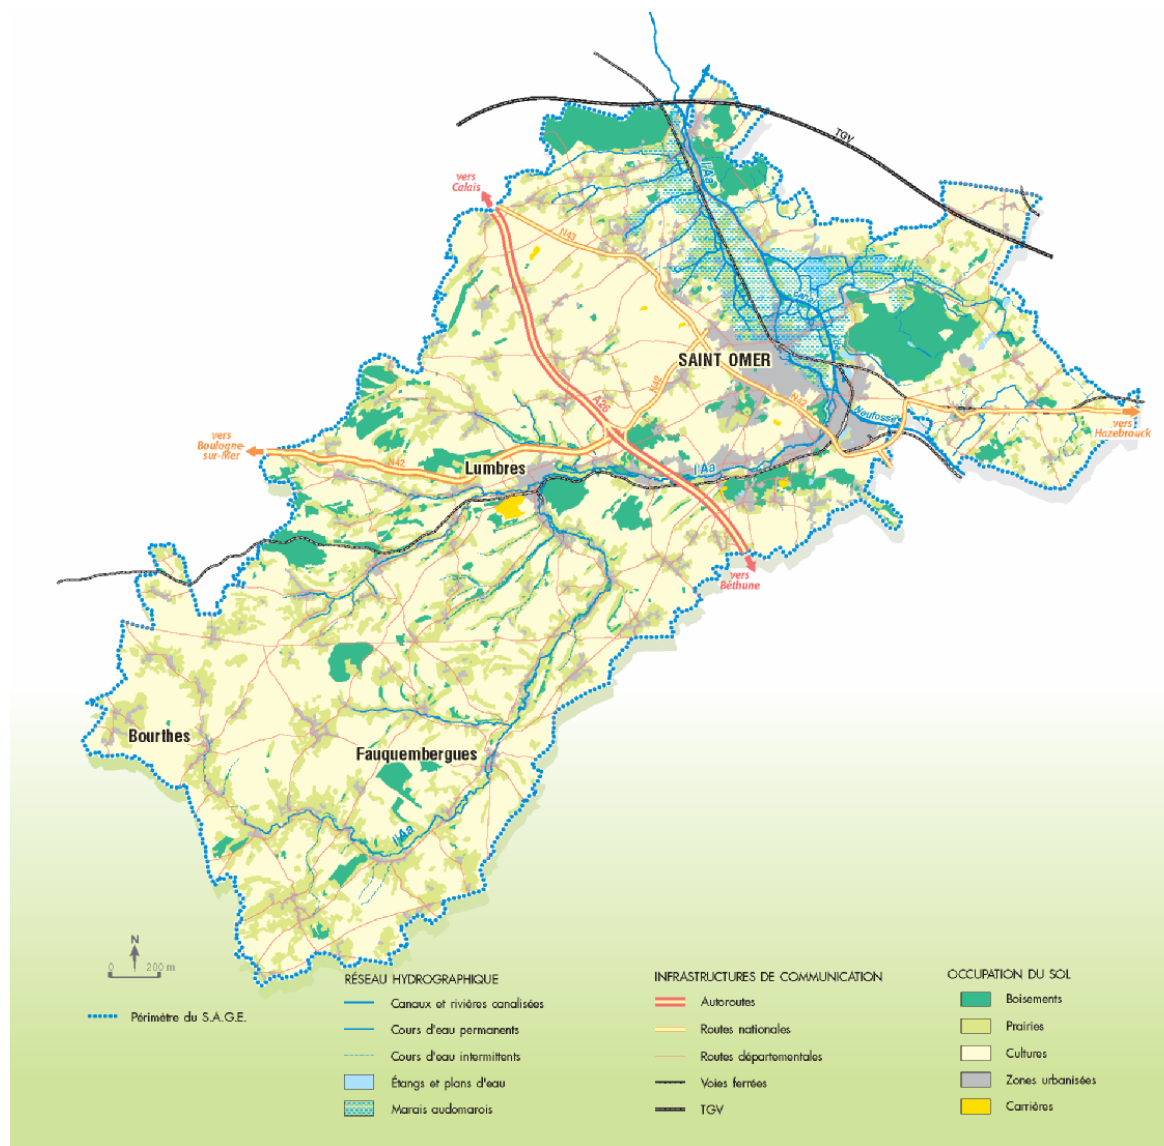 TGV
l'Aa
vers
Calais
N43
canal
SAINT OMER
A26
N42
N42
Neufossé
vers
Hazebrouck
vers
Boulogne-
sur-Mer
N42
Lumbres
l'Aa
vers
Béthune
Bourthes
Fauquembergues
l'Aa
N
0 200 m
Périmètre du S.A.G.E.
RÉSEAU HYDROGRAPHIQUE
Canaux et rivières canalisées
Cours d'eau permanents
Cours d'eau intermittents
Étangs et plans d'eau
Marais audomarois
INFRASTRUCTURES DE COMMUNICATION
Autoroutes
Routes nationales
Routes départementales
Voies ferrées
TGV
OCCUPATION DU SOL
Boisements
Prairies
Cultures
Zones urbanisées
Carrières